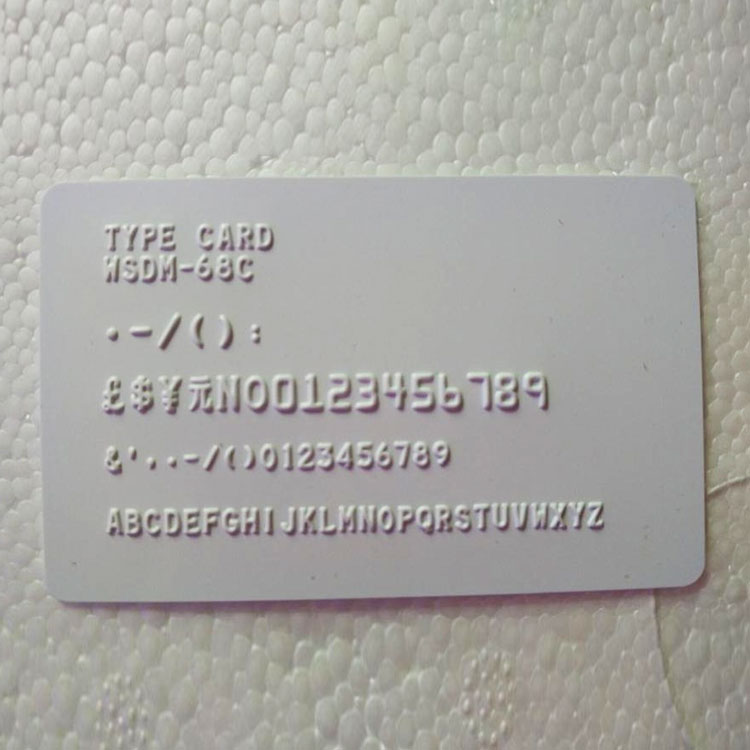 TYPE CARD
WSDM-68C
.-/():
£$¥元NO0123456789
&'..-/()0123456789
ABCDEFGHIJKLMNOPQRSTUVWXYZ